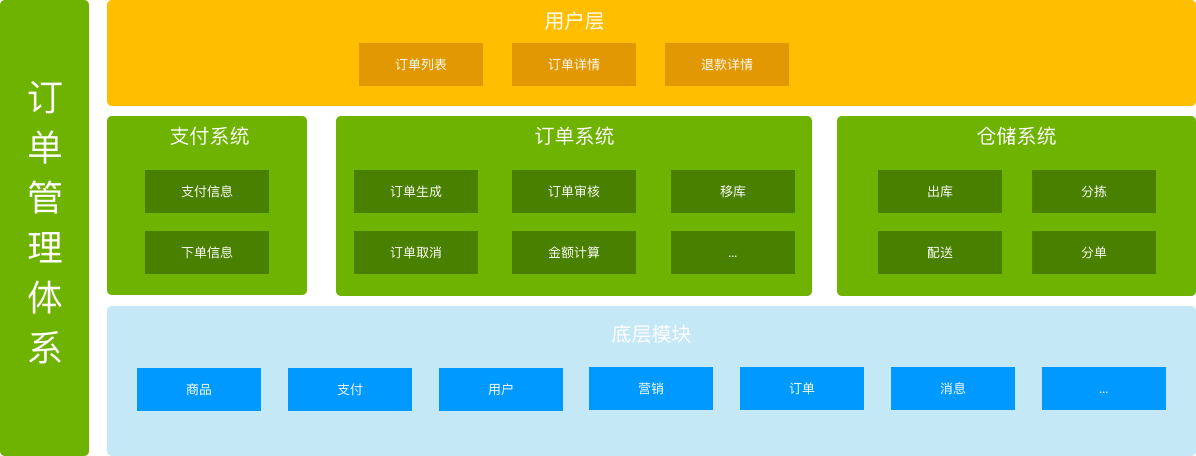 订
单
管
理
体
系
用户层
订单列表
订单详情
退款详情
支付系统
支付信息
下单信息
订单系统
订单生成
订单审核
移库
订单取消
金额计算
...
仓储系统
出库
分拣
配送
分单
底层模块
商品
支付
用户
营销
订单
消息
...